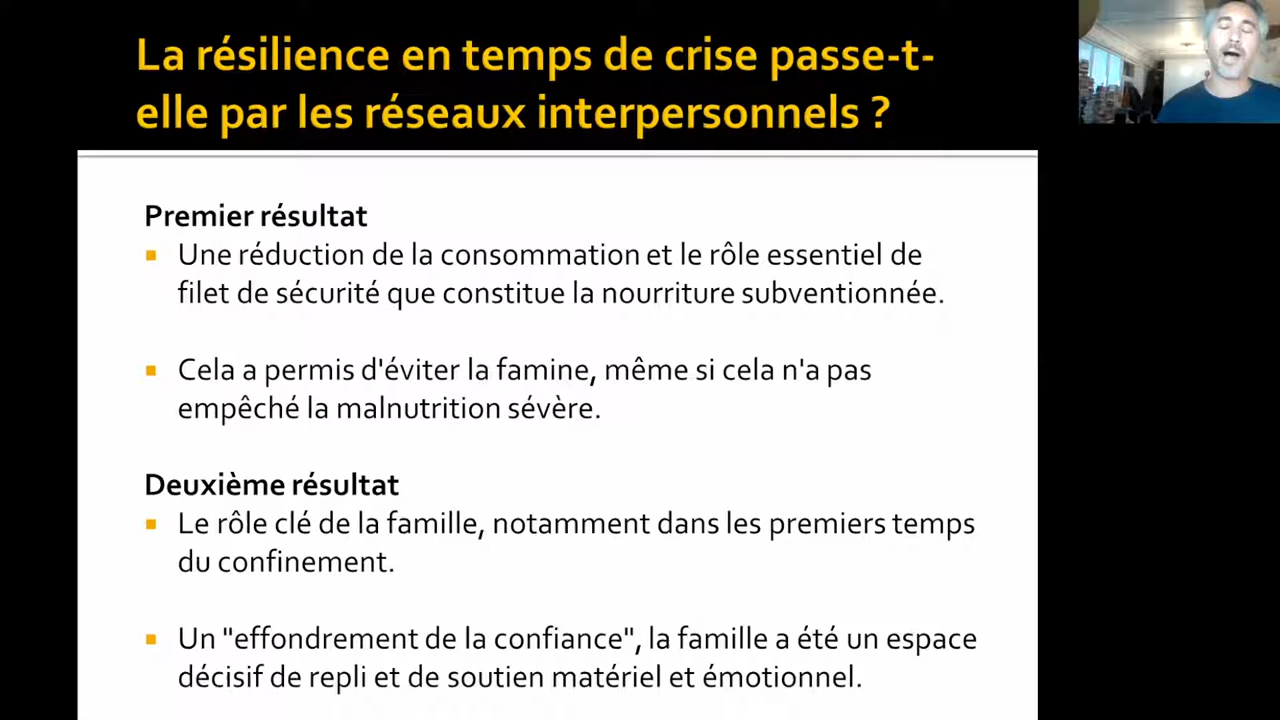 La résilience en temps de crise passe-t-
elle par les réseaux interpersonnels ?
Premier résultat
Une réduction de la consommation et le rôle essentiel de
filet de sécurité que constitue la nourriture subventionnée.
Cela a permis d'éviter la famine, même si cela n'a pas
empêché la malnutrition sévère.
Deuxième résultat
Le rôle clé de la famille, notamment dans les premiers temps
du confinement.
Un "effondrement de la confiance", la famille a été un espace
décisif de repli et de soutien matériel et émotionnel.